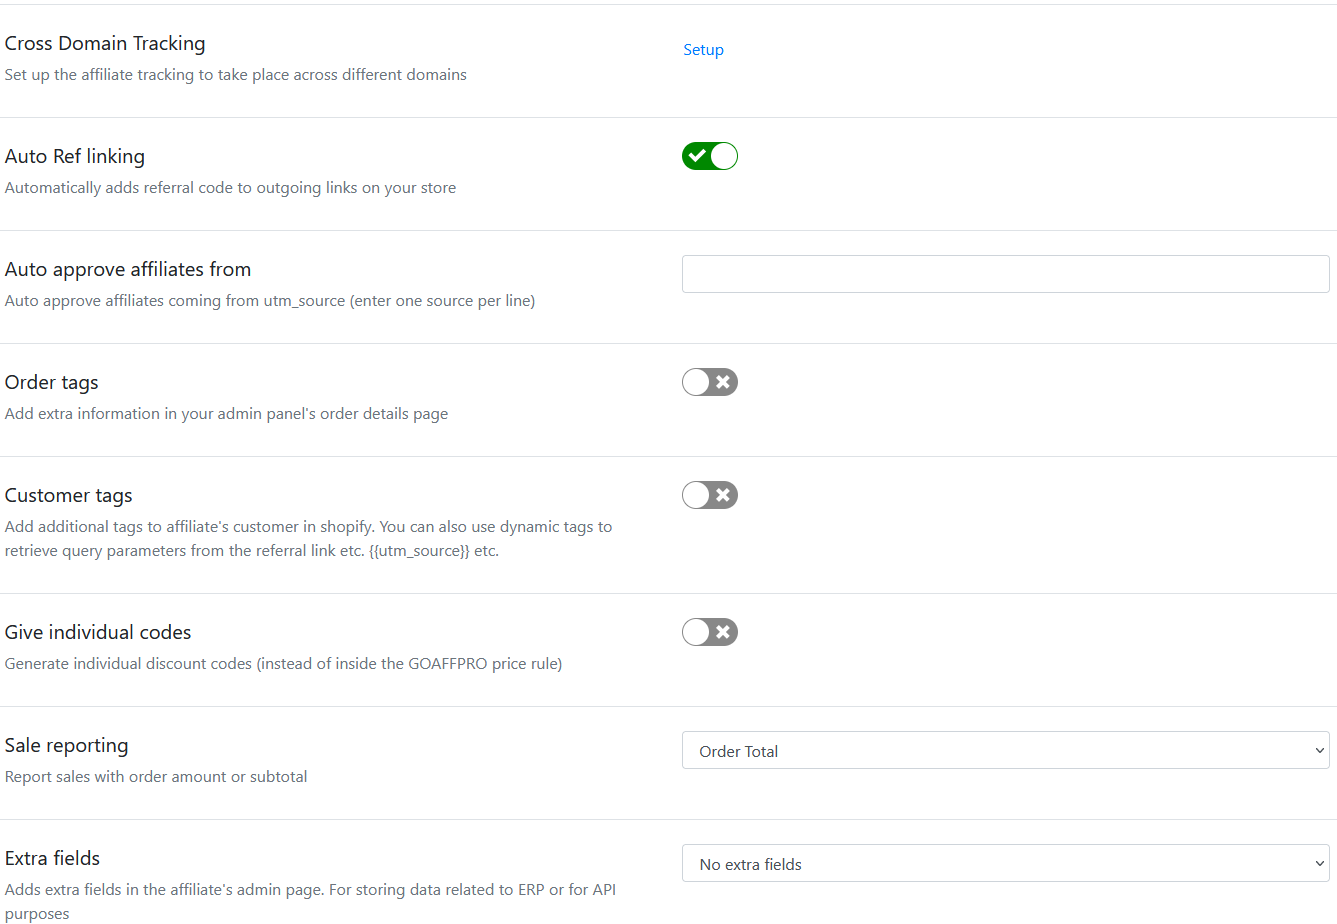 Cross Domain Tracking
Setup
Set up the affiliate tracking to take place across different domains
Auto Ref linking
Automatically adds referral code to outgoing links on your store
Auto approve affiliates from
Auto approve affiliates coming from utm_source (enter one source per line)
Order tags
Add extra information in your admin panel's order details page
Customer tags
Add additional tags to affiliate's customer in shopify. You can also use dynamic tags to
retrieve query parameters from the referral link etc. {{utm_source}} etc.
Give individual codes
Generate individual discount codes (instead of inside the GOAFFPRO price rule)
Sale reporting
Order Total
Report sales with order amount or subtotal
Extra fields
No extra fields
Adds extra fields in the affiliate's admin page. For storing data related to ERP or for API
purposes